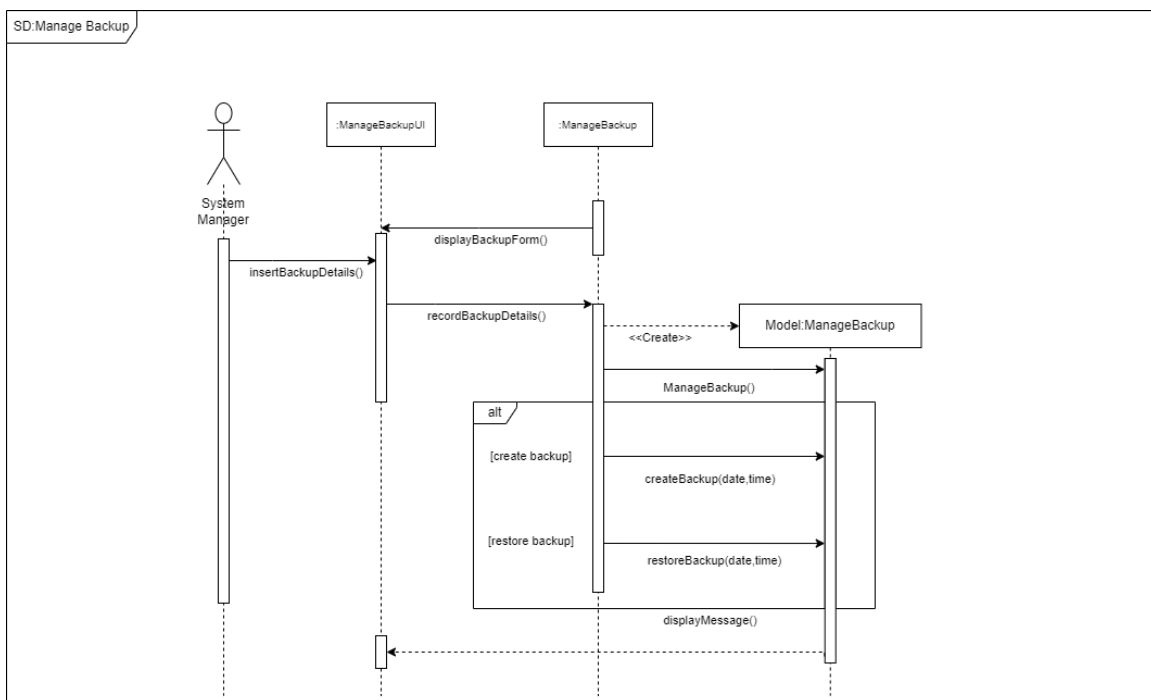 SD:Manage Backup
:ManageBackupUI
:ManageBackup
System
Manager
displayBackupForm()
insertBackupDetails()
recordBackupDetails()
Model:ManageBackup
<<Create>>
ManageBackup()
alt
[create backup]
createBackup(date,time)
[restore backup]
restoreBackup(date,time)
displayMessage()